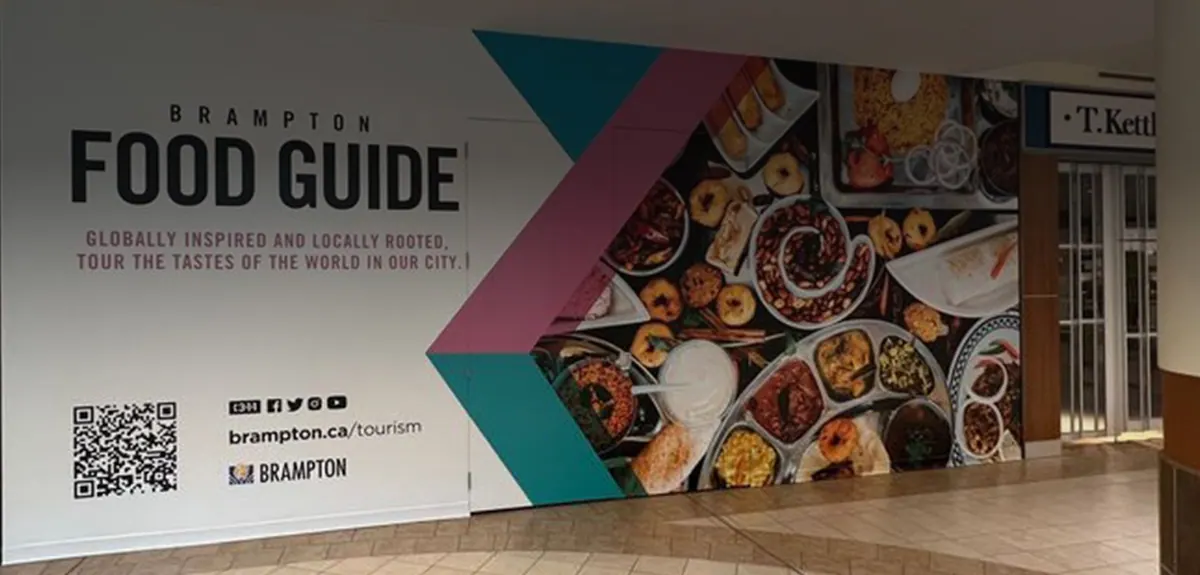 BRAMPTON
FOOD GUIDE
GLOBALLY INSPIRED AND LOCALLY ROOTED.
TOUR THE TASTES OF THE WORLD IN OUR CITY.
brampton.ca/tourism
BRAMPTON
T.Kettl